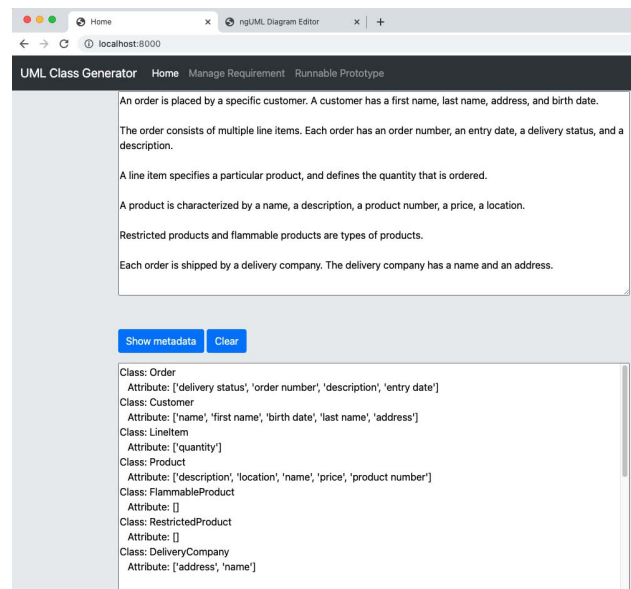 Home
ngUML Diagram Editor
localhost:8000
UML Class Generator Home Manage Requirement Runnable Prototype
An order is placed by a specific customer. A customer has a first name, last name, address, and birth date.
The order consists of multiple line items. Each order has an order number, an entry date, a delivery status, and a
description.
A line item specifies a particular product, and defines the quantity that is ordered.
A product is characterized by a name, a description, a product number, a price, a location.
Restricted products and flammable products are types of products.
Each order is shipped by a delivery company. The delivery company has a name and an address.
Show metadata Clear
Class: Order
Attribute: ['delivery status', 'order number', 'description', 'entry date']
Class: Customer
Attribute: ['name', 'first name', 'birth date', 'last name', 'address']
Class: LineItem
Attribute: ['quantity']
Class: Product
Attribute: ['description', 'location', 'name', 'price', 'product number']
Class: FlammableProduct
Attribute: []
Class: RestrictedProduct
Attribute: []
Class: DeliveryCompany
Attribute: ['address', 'name']